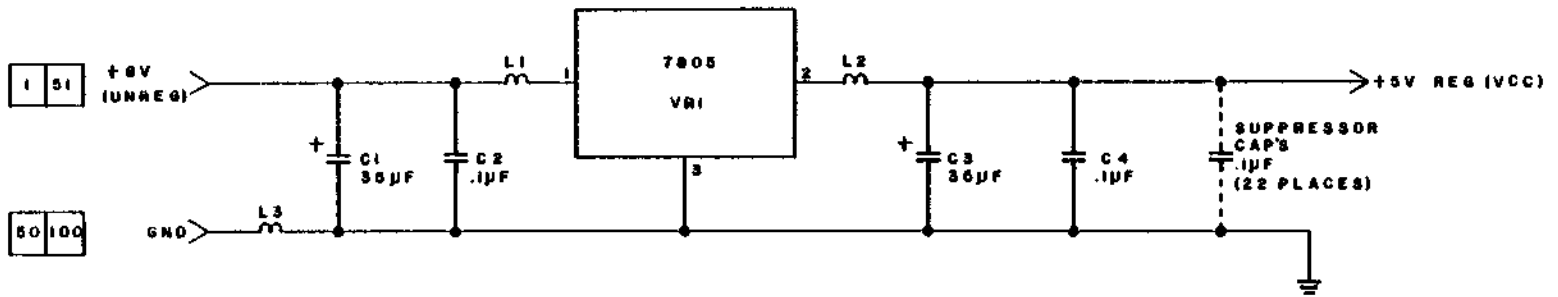 1 51
+8V
(UNREG)
L1
1
7805
VR1
2
L2
+5V REG (VCC)
+
C1
35µF
C2
.1µF
3
+
C3
35µF
C4
.1µF
SUPPRESSOR
CAP'S
.1µF
(22 PLACES)
50 100
GND
L3